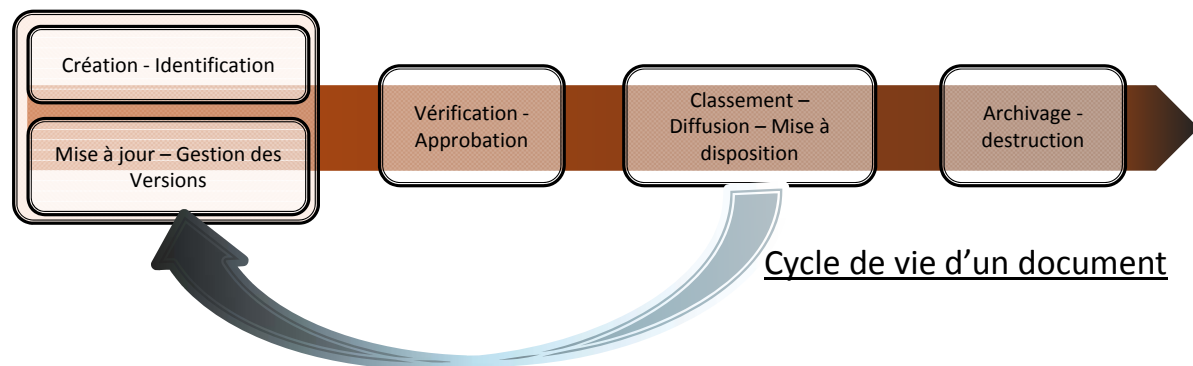 Création - Identification
Mise à jour – Gestion des
Versions
Vérification -
Approbation
Classement –
Diffusion – Mise à
disposition
Archivage -
destruction
Cycle de vie d’un document